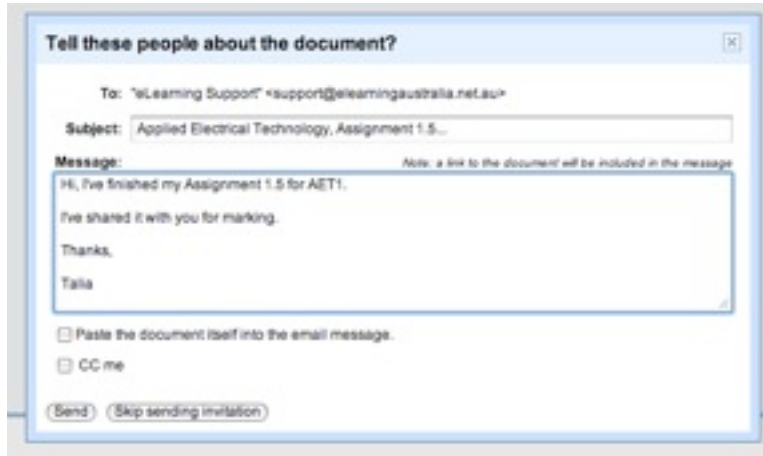 Tell these people about the document?
To: "eLearning Support" <support@elearningaustralia.net.au>
Subject: Applied Electrical Technology, Assignment 1.5...
Message: Note: a link to the document will be included in the message
Hi, I've finished my Assignment 1.5 for AET1.
I've shared it with you for marking.
Thanks,
Talia
Paste the document itself into the email message.
CC me
Send Skip sending invitation